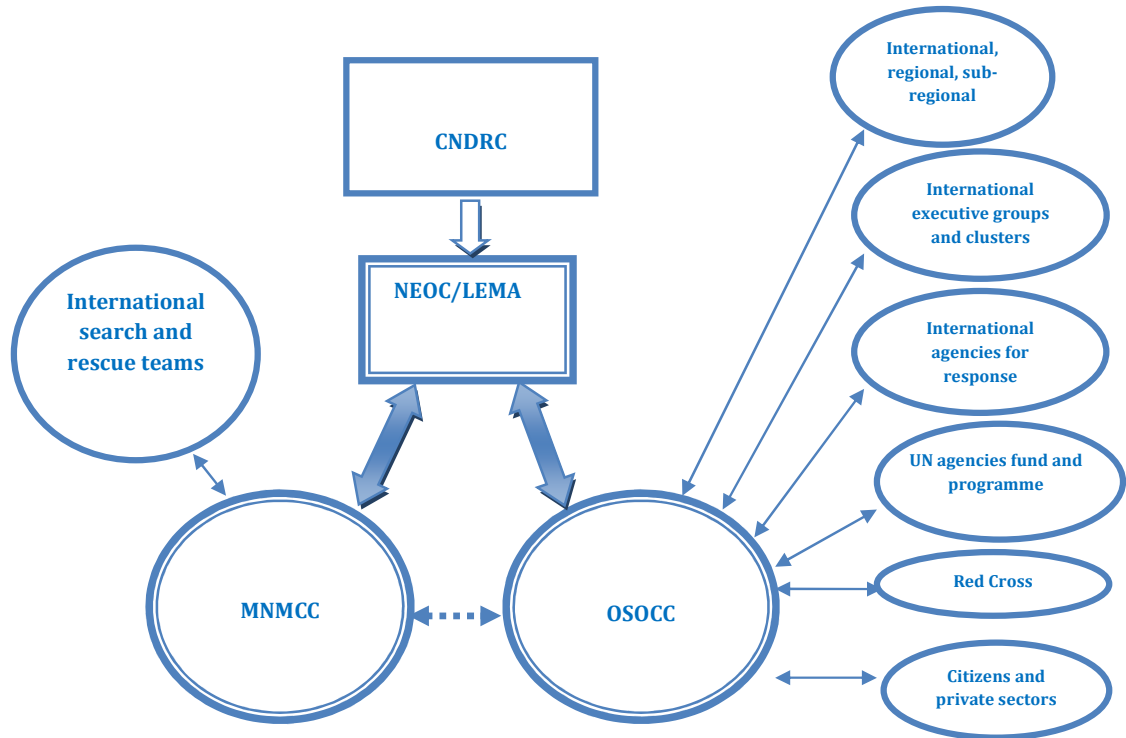 CNDRC
NEOC/LEMA
International
search and
rescue teams
MNMCC
OSOCC
International,
regional, sub-
regional
International
executive groups
and clusters
International
agencies for
response
UN agencies fund and
programme
Red Cross
Citizens and
private sectors